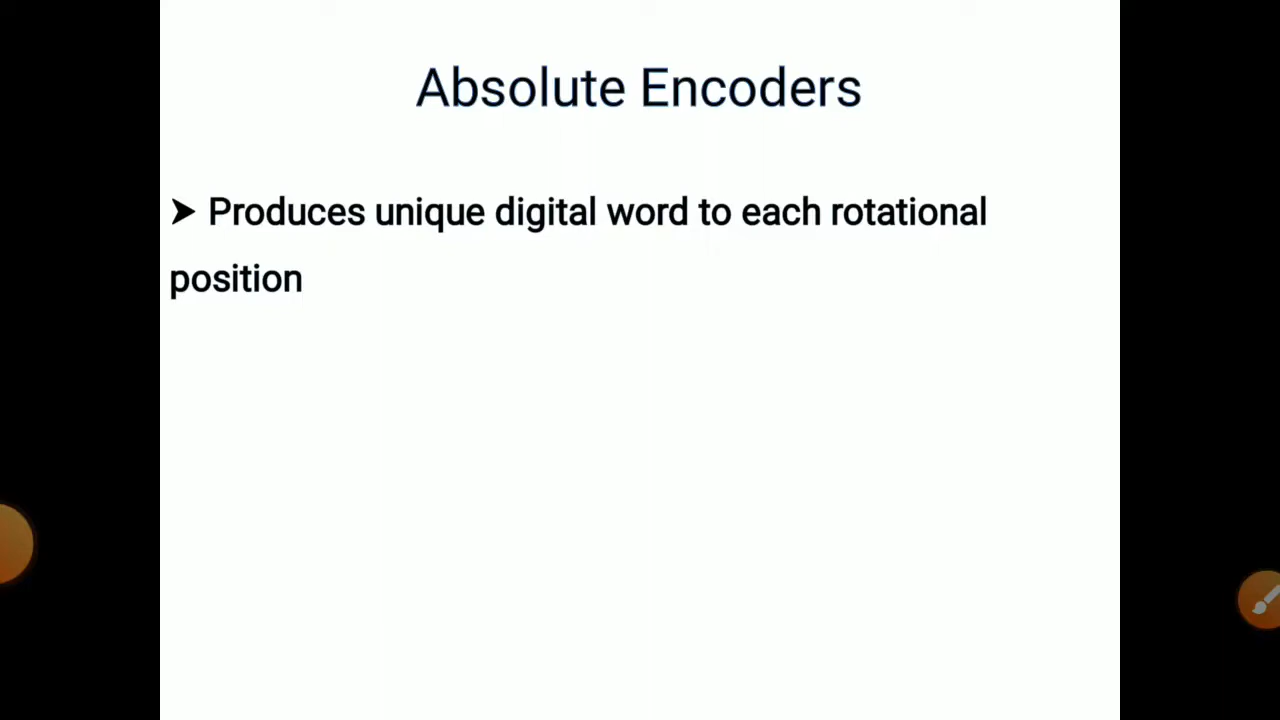 Absolute Encoders
➤ Produces unique digital word to each rotational
position